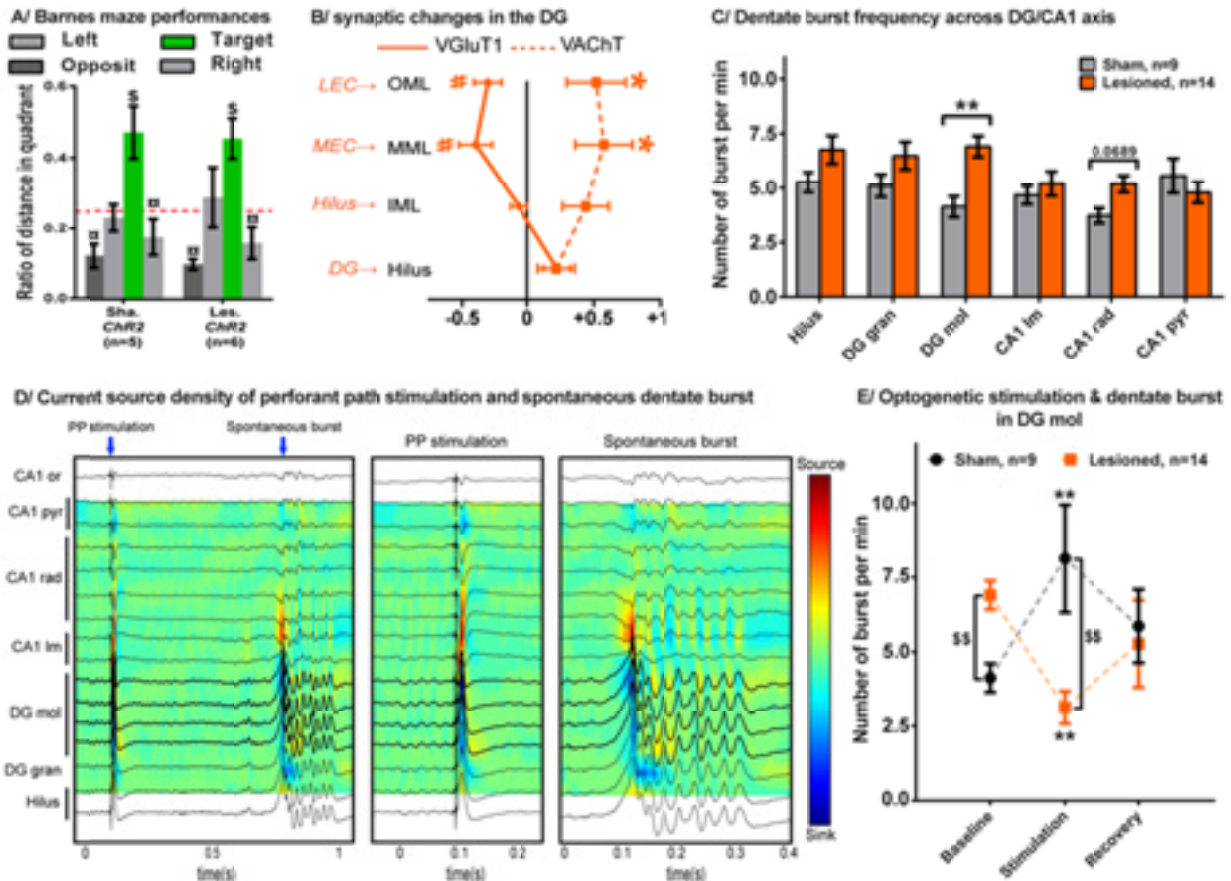 A/ Barnes maze performances
Left Target
Opposit Right
Ratio of distance in quadrant
0.6
0.4
0.2
0.0
$ $
¤ ¤ ¤ ¤
Sha. Les.
ChR2 ChR2
(n=5) (n=6)
B/ synaptic changes in the DG
VGluT1 VAChT
LEC→ OML # *
MEC→ MML # *
Hilus→ IML
DG→ Hilus
-0.5 0 +0.5 +1
C/ Dentate burst frequency across DG/CA1 axis
Sham, n=9
Lesioned, n=14
Number of burst per min
10.0
7.5
5.0
2.5
0.0
**
0.0689
Hilus DG gran DG mol CA1 lm CA1 rad CA1 pyr
D/ Current source density of perforant path stimulation and spontaneous dentate burst
PP stimulation Spontaneous burst PP stimulation Spontaneous burst
CA1 or
CA1 pyr
CA1 rad
CA1 lm
DG mol
DG gran
Hilus
0 0.5 1
time(s)
0 0.1 0.2
time(s)
0 0.1 0.2 0.3 0.4
time(s)
Source
Sink
E/ Optogenetic stimulation & dentate burst
in DG mol
Sham, n=9 Lesioned, n=14
Number of burst per min
10.0
7.5
5.0
2.5
0.0
**
$$ $$
**
Baseline Stimulation Recovery